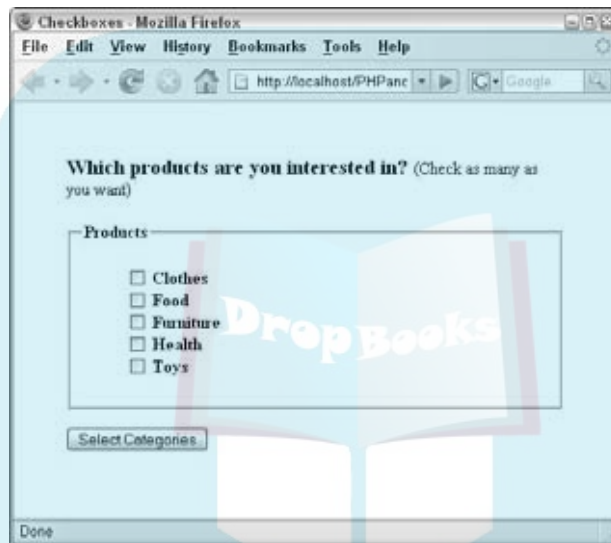 Checkboxes - Mozilla Firefox
File Edit View History Bookmarks Tools Help
http://localhost/PHPanc Google
Which products are you interested in? (Check as many as
you want)
Products
Clothes
Food
Furniture
Health
Toys
DropBooks
Select Categories
Done